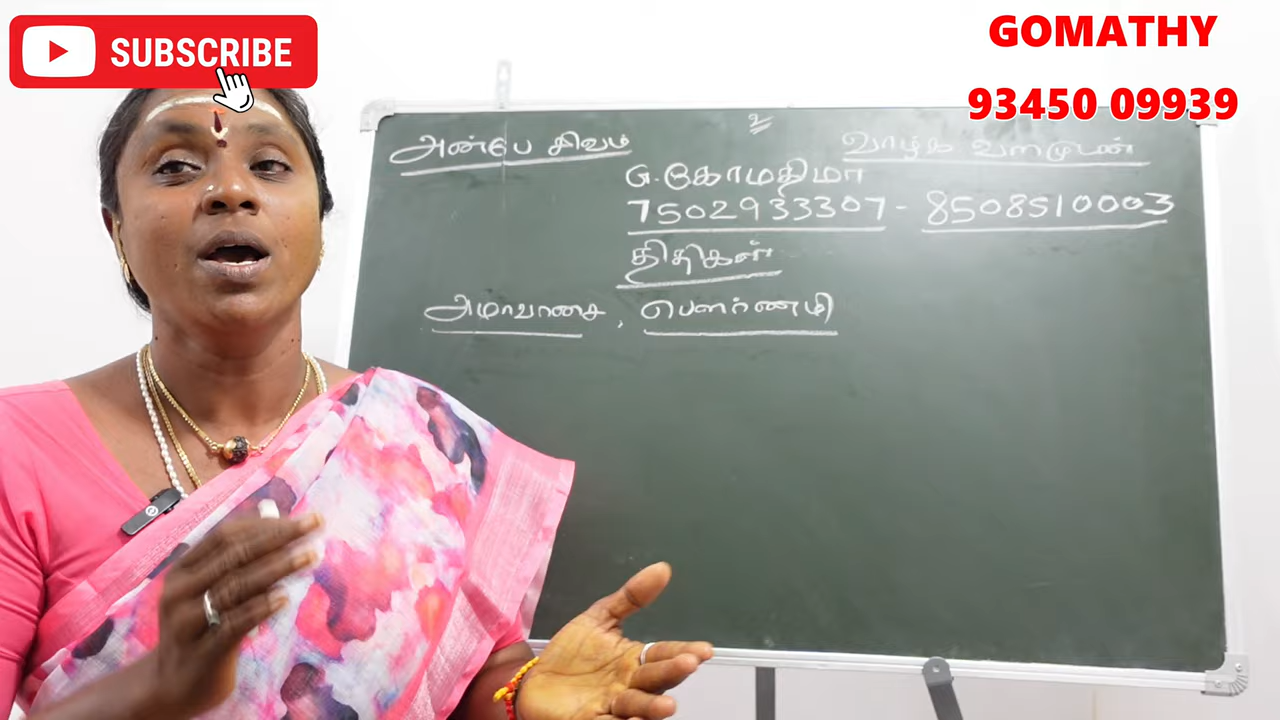 SUBSCRIBE
GOMATHY
93450 09939
உ
அன்பே சிவம் வாழ்க வளமுடன்
G.கோமதிமா
7502933307 - 8508510003
திதிகள்
அமாவாசை, பௌர்ணமி